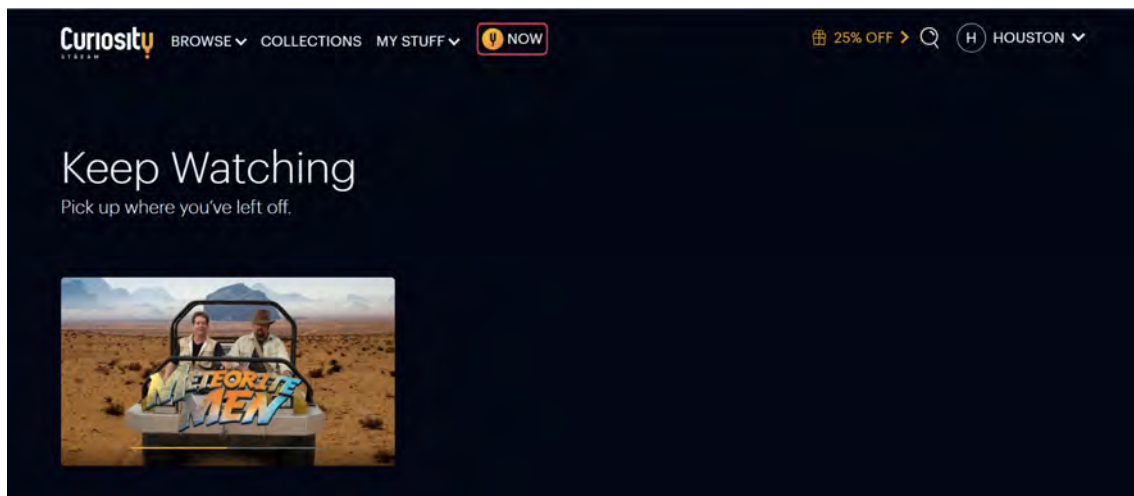 Curiosity BROWSE COLLECTIONS MY STUFF NOW 25% OFF H HOUSTON
STREAM
Keep Watching
Pick up where you've left off.
METEORITE
MEN